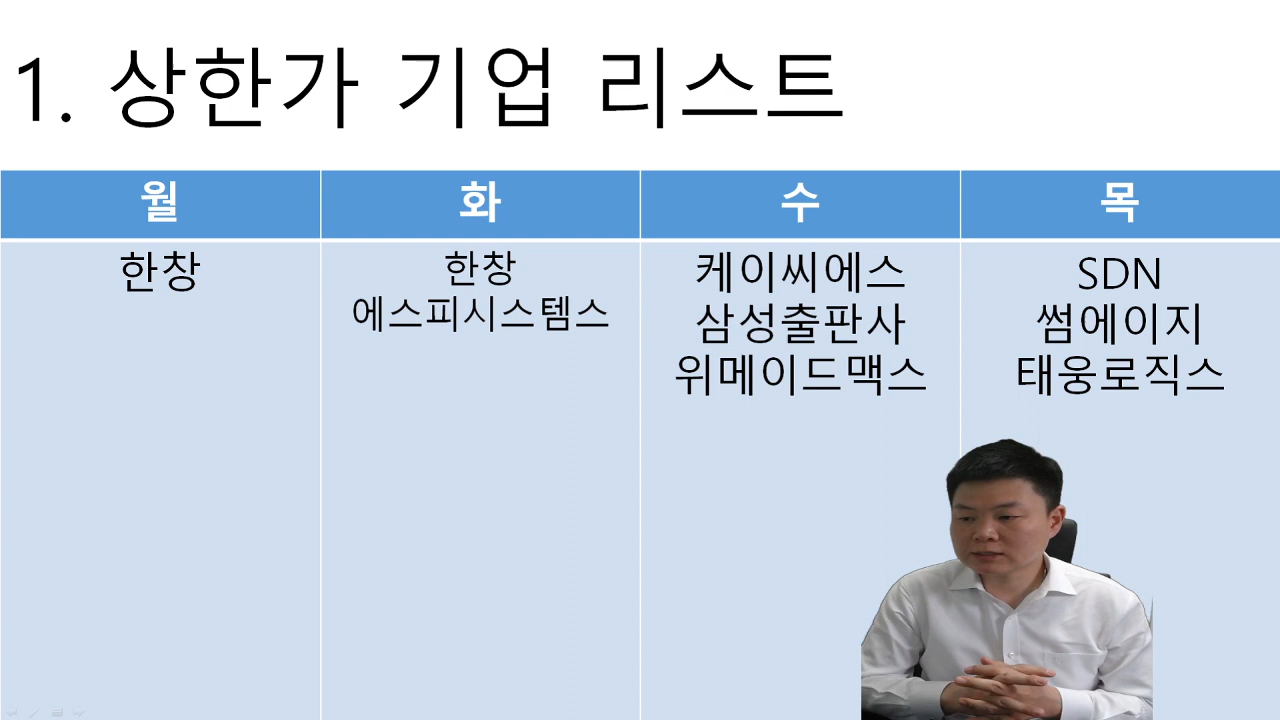 1. 상한가 기업 리스트
월 화 수 목
한창
한창
에스피시스템스
케이씨에스
삼성출판사
위메이드맥스
SDN
썸에이지
태웅로직스